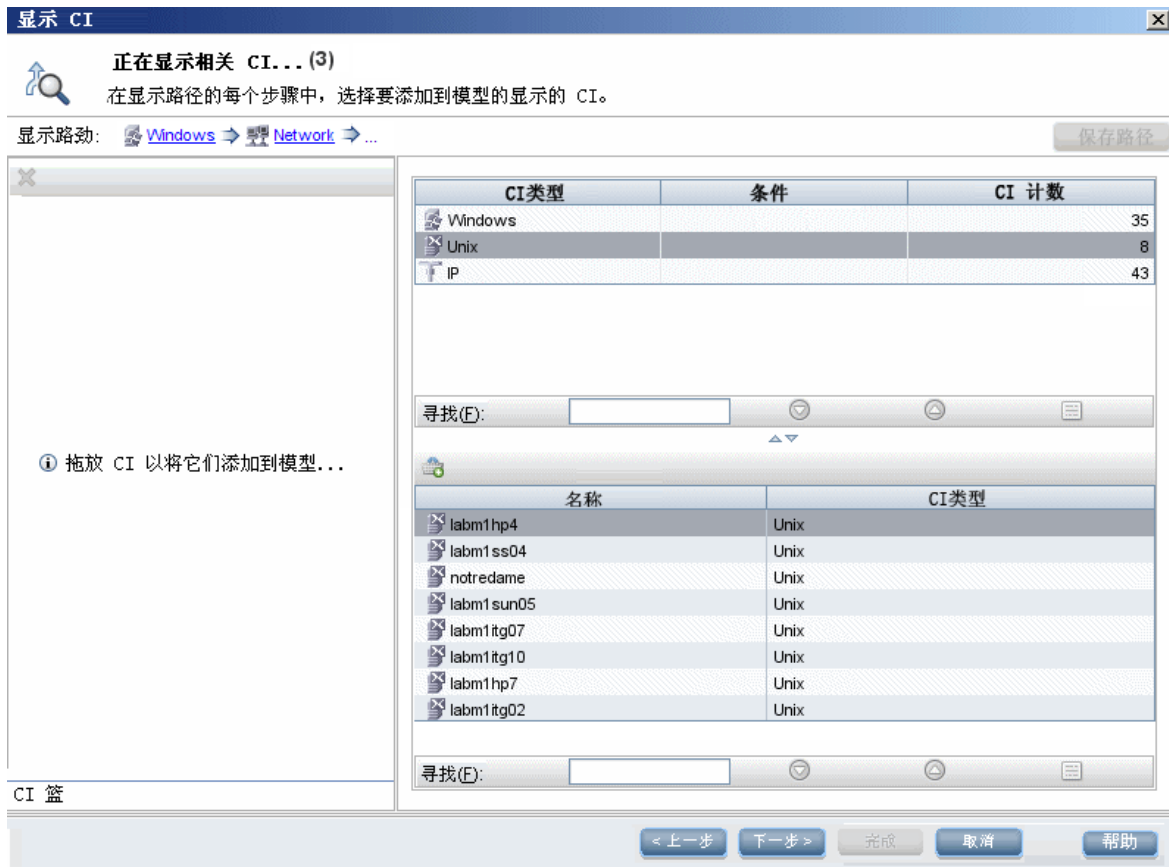 显示 CI
正在显示相关 CI...(3)
在显示路径的每个步骤中，选择要添加到模型的显示的 CI。
显示路劲: Windows Network ...
保存路径
CI类型 条件 CI 计数
Windows 35
Unix 8
IP 43
寻找(F):
拖放 CI 以将它们添加到模型...
名称 CI类型
labm1hp4 Unix
labm1ss04 Unix
notredame Unix
labm1sun05 Unix
labm1itg07 Unix
labm1itg10 Unix
labm1hp7 Unix
labm1itg02 Unix
寻找(F):
CI 篮
<上一步 下一步> 完成 取消 帮助